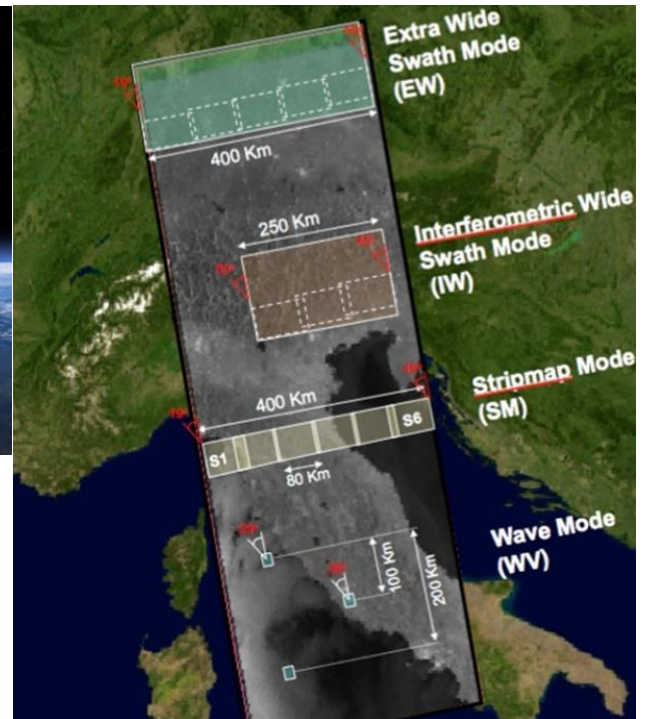 Extra Wide
Swath Mode
(EW)
400 Km
250 Km
Interferometric Wide
Swath Mode
(IW)
400 Km
Stripmap Mode
(SM)
S1
S6
80 Km
Wave Mode
(WV)
100 Km
200 Km